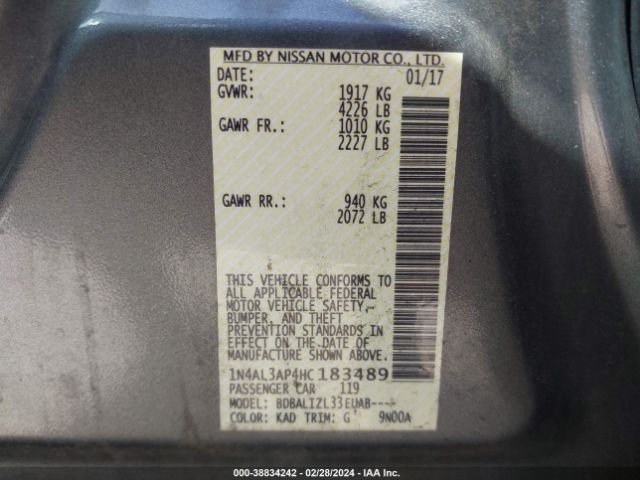 MFD BY NISSAN MOTOR CO., LTD.
DATE: 01/17
GVWR: 1917 KG
4226 LB
GAWR FR.: 1010 KG
2227 LB
GAWR RR.: 940 KG
2072 LB
THIS VEHICLE CONFORMS TO
ALL APPLICABLE FEDERAL
MOTOR VEHICLE SAFETY,
BUMPER, AND THEFT
PREVENTION STANDARDS IN
EFFECT ON THE DATE OF
MANUFACTURE SHOWN ABOVE.
1N4AL3AP4HC183489
PASSENGER CAR 119
MODEL: BDBALIZL33EUAB----
COLOR: KAD TRIM: G 9N00A
000-38834242 - 02/28/2024 - IAA Inc.